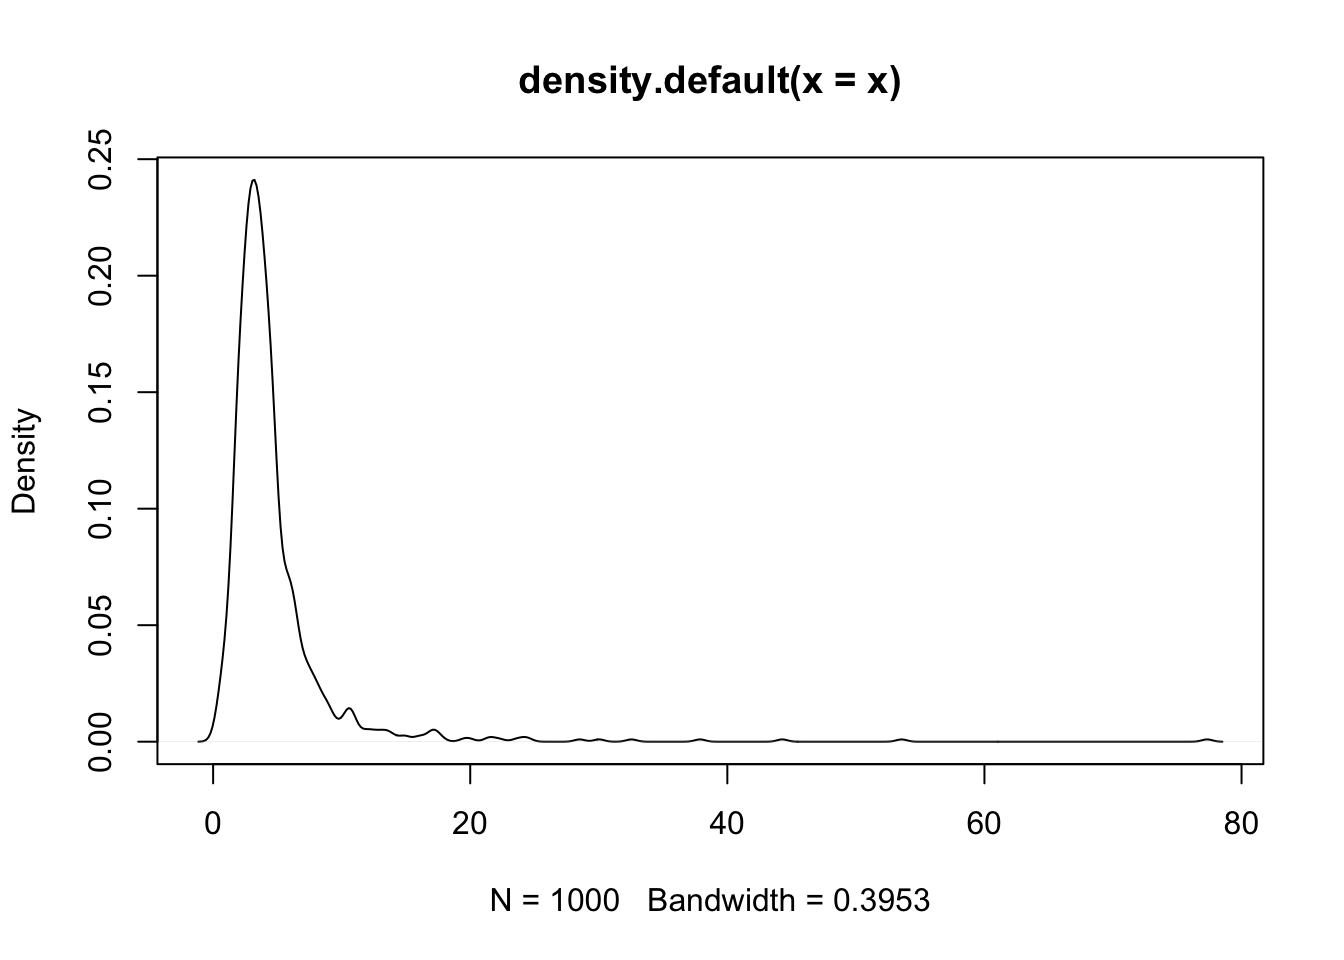 density.default(x = x)
Density
0.25
0.20
0.15
0.10
0.05
0.00
0 20 40 60 80
N = 1000 Bandwidth = 0.3953